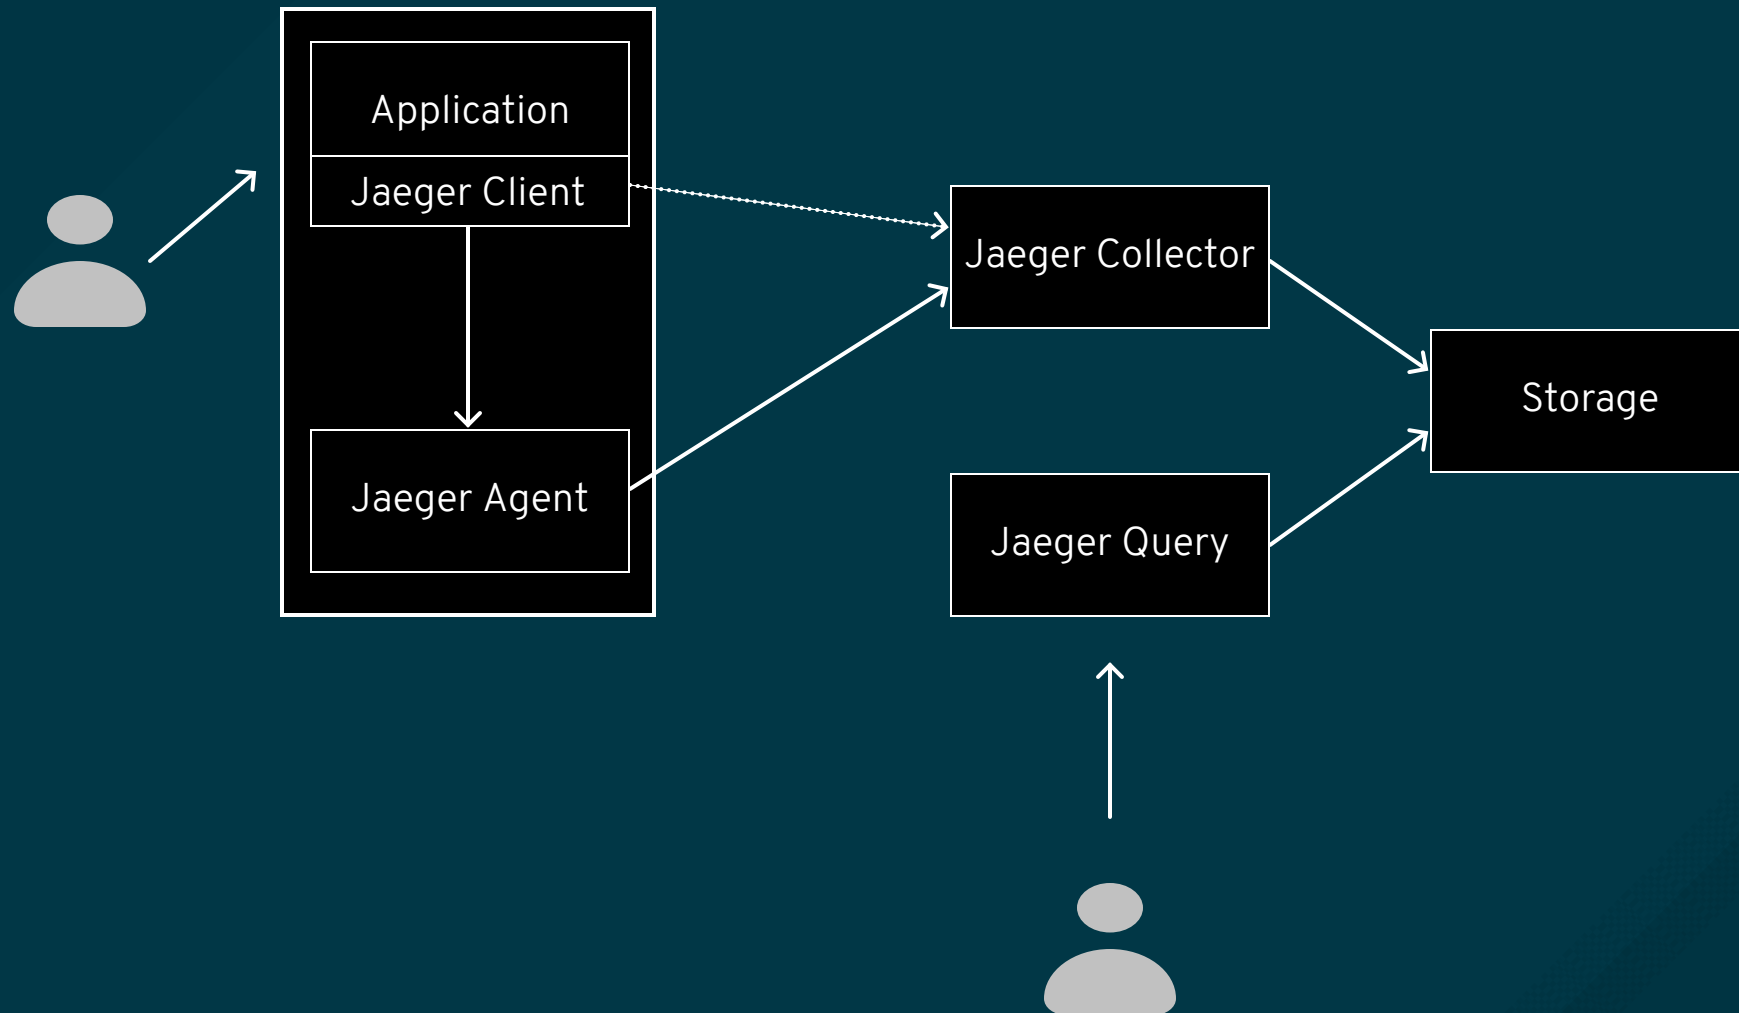 Application
Jaeger Client
Jaeger Collector
Storage
Jaeger Agent
Jaeger Query